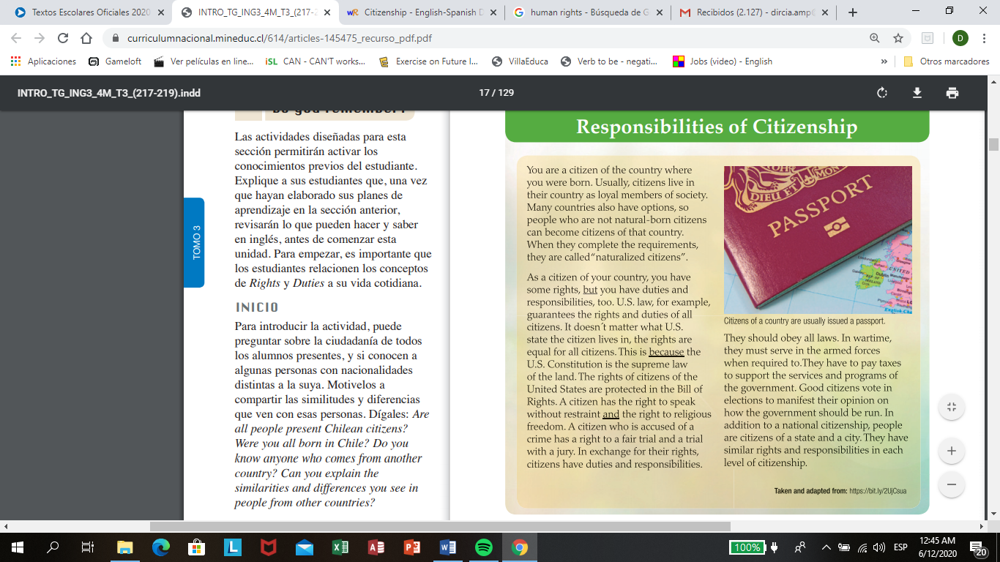 Textos Escolares Oficiales 2020
INTRO_TG_ING3_4M_T3_(217-2
Citizenship - English-Spanish D
human rights - Búsqueda de G
Recibidos (2.127) - dircia.amp@
curriculumnacional.mineduc.cl/614/articles-145475_recurso_pdf.pdf
D
Aplicaciones
Gameloft
Ver películas en line...
iSL CAN - CAN'T works...
Exercise on Future I...
VillaEduca
Verb to be - negati...
Jobs (video) - English
»
Otros marcadores
INTRO_TG_ING3_4M_T3_(217-219).indd
17 / 129
TOMO 3
Las actividades diseñadas para esta
sección permitirán activar los
conocimientos previos del estudiante.
Explique a sus estudiantes que, una vez
que hayan elaborado sus planes de
aprendizaje en la sección anterior,
revisarán lo que pueden hacer y saber
en inglés, antes de comenzar esta
unidad. Para empezar, es importante que
los estudiantes relacionen los conceptos
de Rights y Duties a su vida cotidiana.
INICIO
Para introducir la actividad, puede
preguntar sobre la ciudadanía de todos
los alumnos presentes, y si conocen a
algunas personas con nacionalidades
distintas a la suya. Motivelos a
compartir las similitudes y diferencias
que ven con esas personas. Dígales: Are
all people present Chilean citizens?
Were you all born in Chile? Do you
know anyone who comes from another
country? Can you explain the
similarities and differences you see in
people from other countries?
Responsibilities of Citizenship
You are a citizen of the country where
you were born. Usually, citizens live in
their country as loyal members of society.
Many countries also have options, so
people who are not natural-born citizens
can become citizens of that country.
When they complete the requirements,
they are called “naturalized citizens”.
As a citizen of your country, you have
some rights, but you have duties and
responsibilities, too. U.S. law, for example,
guarantees the rights and duties of all
citizens. It doesn´t matter what U.S.
state the citizen lives in, the rights are
equal for all citizens. This is because the
U.S. Constitution is the supreme law
of the land. The rights of citizens of the
United States are protected in the Bill of
Rights. A citizen has the right to speak
without restraint and the right to religious
freedom. A citizen who is accused of a
crime has a right to a fair trial and a trial
with a jury. In exchange for their rights,
citizens have duties and responsibilities.
DIEU ET MON
PASSPORT
UNITED
Dublin
Citizens of a country are usually issued a passport.
They should obey all laws. In wartime,
they must serve in the armed forces
when required to.They have to pay taxes
to support the services and programs of
the government. Good citizens vote in
elections to manifest their opinion on
how the government should be run. In
addition to a national citizenship, people
are citizens of a state and a city. They have
similar rights and responsibilities in each
level of citizenship.
Taken and adapted from: https://bit.ly/2UjCsua
100%
ESP
12:45 AM
6/12/2020
20